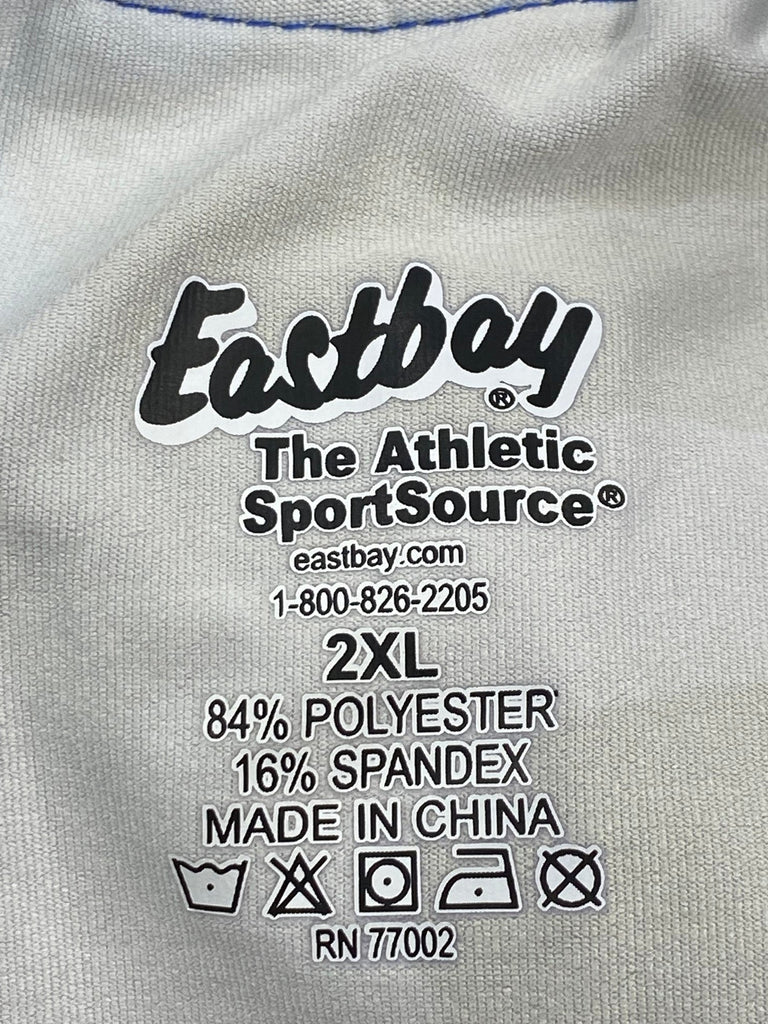 Eastbay®
The Athletic
SportSource®
eastbay.com
1-800-826-2205
2XL
84% POLYESTER
16% SPANDEX
MADE IN CHINA
RN 77002